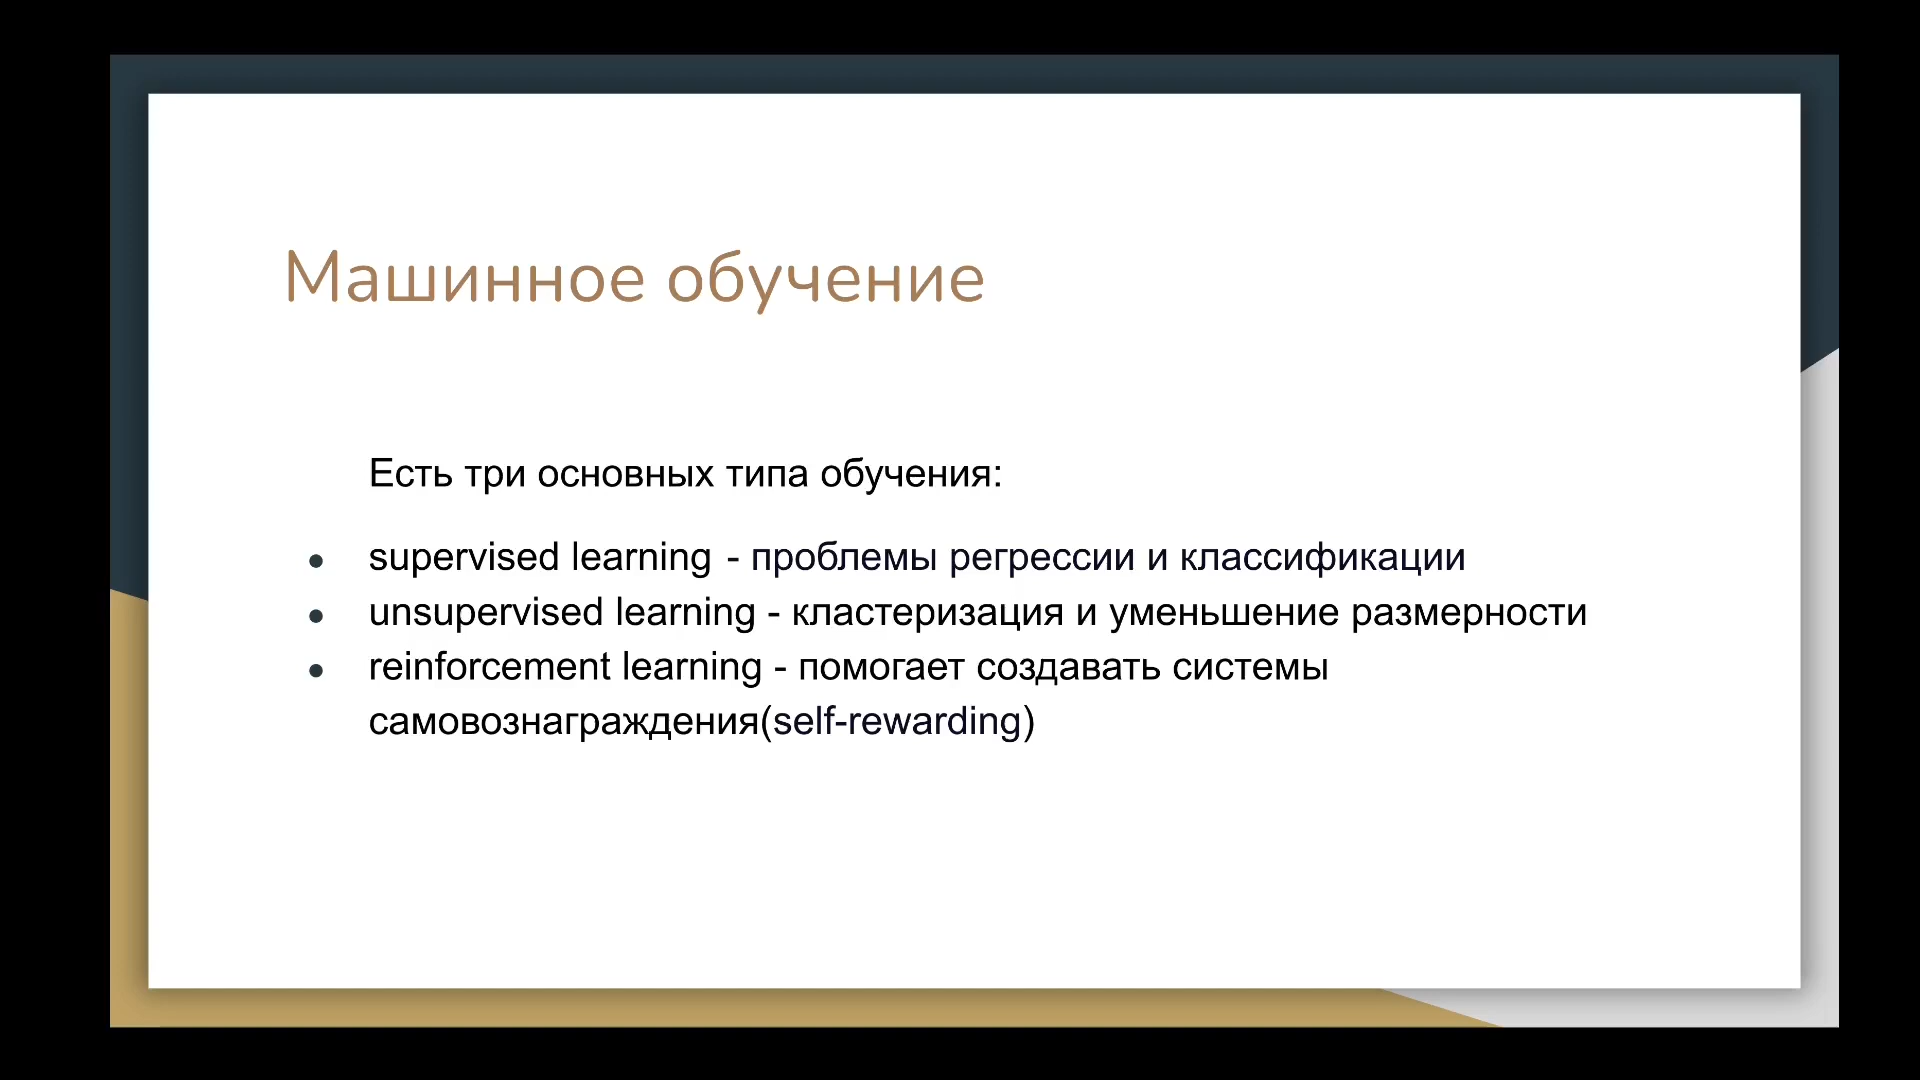 Машинное обучение
Есть три основных типа обучения:
● supervised learning - проблемы регрессии и классификации
● unsupervised learning - кластеризация и уменьшение размерности
● reinforcement learning - помогает создавать системы
самовознаграждения(self-rewarding)